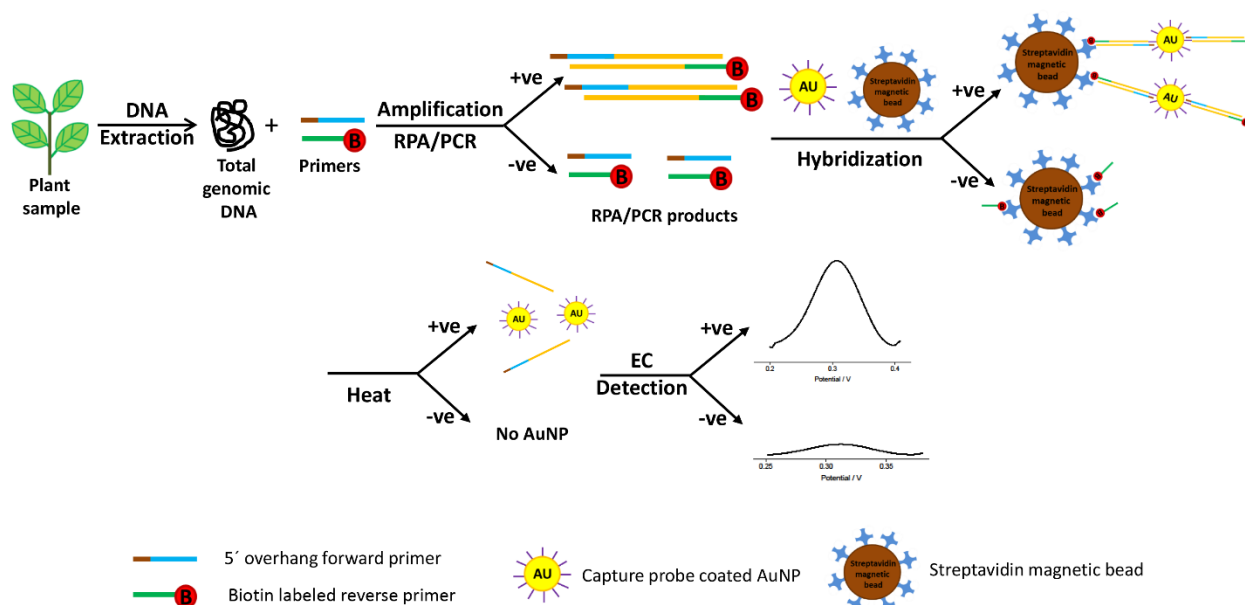 DNA
Extraction
Plant
sample
+
Total
genomic
DNA
B
Primers
Amplification
RPA/PCR
+ve
-ve
B
B
B
B
RPA/PCR products
AU
Streptavidin
magnetic
bead
Hybridization
+ve
-ve
Streptavidin
magnetic
bead
B
B
AU
AU
Streptavidin
magnetic
bead
Heat
+ve
-ve
AU
AU
No AuNP
EC
Detection
+ve
-ve
0.2 0.3 0.4
Potential / V
0.25 0.30 0.35
Potential / V
5´ overhang forward primer
B
Biotin labeled reverse primer
AU
Capture probe coated AuNP
Streptavidin
magnetic
bead
Streptavidin magnetic bead